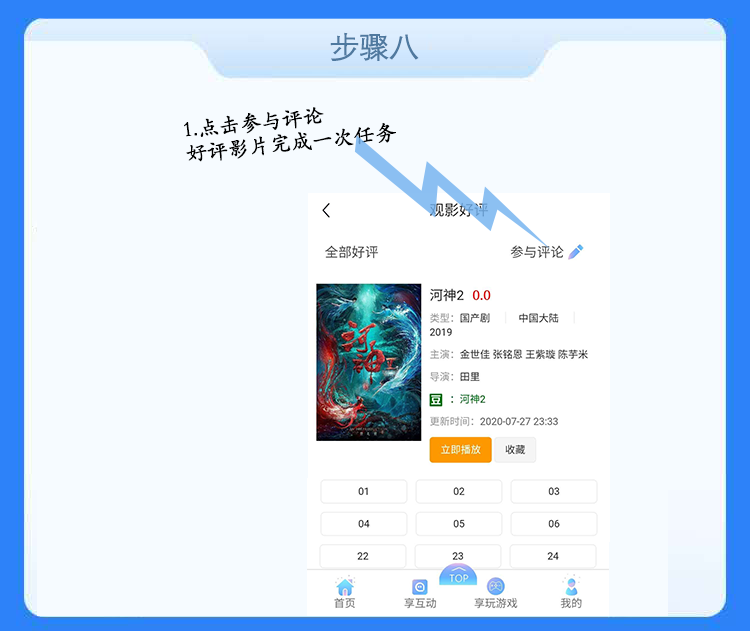 步骤八
1.点击参与评论
好评影片完成一次任务
观影好评
全部好评 参与评论
河神2 0.0
类型：国产剧 中国大陆
2019
主演：金世佳 张铭恩 王紫璇 陈芋米
导演：田里
豆 ：河神2
更新时间：2020-07-27 23:33
立即播放 收藏
河神
01 02 03
04 05 06
22 23 24
TOP
首页 享互动 享玩游戏 我的